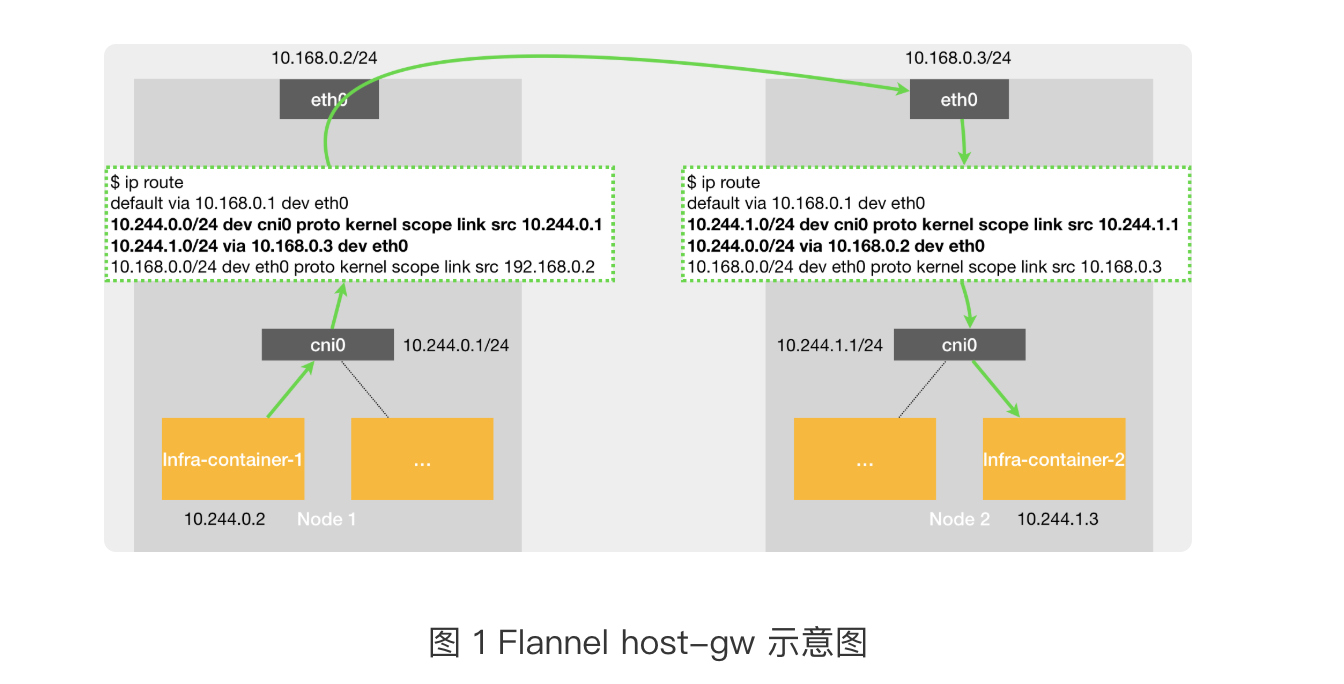 10.168.0.2/24
10.168.0.3/24
eth0
eth0
$ ip route
default via 10.168.0.1 dev eth0
10.244.0.0/24 dev cni0 proto kernel scope link src 10.244.0.1
10.244.1.0/24 via 10.168.0.3 dev eth0
10.168.0.0/24 dev eth0 proto kernel scope link src 192.168.0.2
$ ip route
default via 10.168.0.1 dev eth0
10.244.1.0/24 dev cni0 proto kernel scope link src 10.244.1.1
10.244.0.0/24 via 10.168.0.2 dev eth0
10.168.0.0/24 dev eth0 proto kernel scope link src 10.168.0.3
cni0
10.244.0.1/24
10.244.1.1/24
cni0
Infra-container-1
...
...
Infra-container-2
10.244.0.2
Node 1
Node 2
10.244.1.3
图 1 Flannel host-gw 示意图